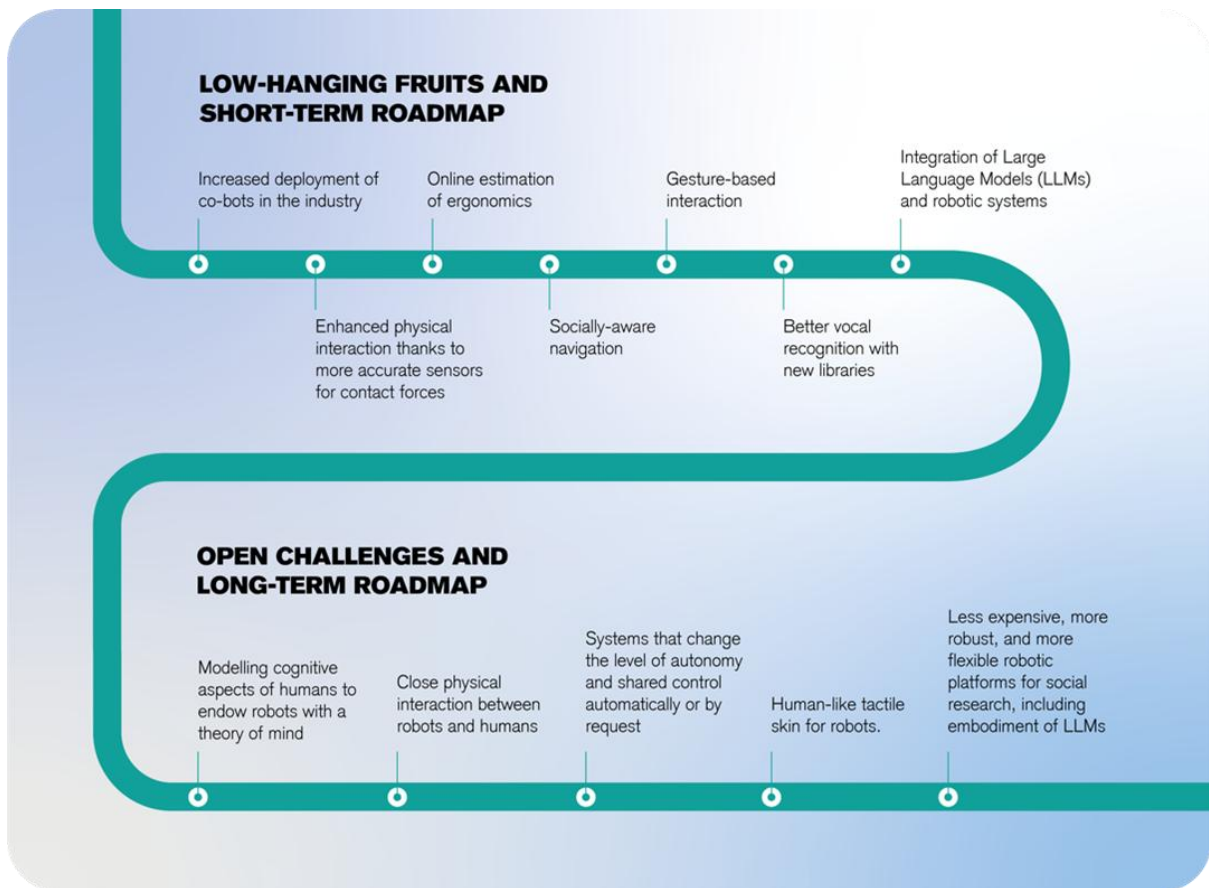 LOW-HANGING FRUITS AND
SHORT-TERM ROADMAP
Increased deployment of
co-bots in the industry
Enhanced physical
interaction thanks to
more accurate sensors
for contact forces
Online estimation
of ergonomics
Socially-aware
navigation
Gesture-based
interaction
Better vocal
recognition with
new libraries
Integration of Large
Language Models (LLMs)
and robotic systems
OPEN CHALLENGES AND
LONG-TERM ROADMAP
Modelling cognitive
aspects of humans to
endow robots with a
theory of mind
Close physical
interaction between
robots and humans
Systems that change
the level of autonomy
and shared control
automatically or by
request
Human-like tactile
skin for robots.
Less expensive, more
robust, and more
flexible robotic
platforms for social
research, including
embodiment of LLMs